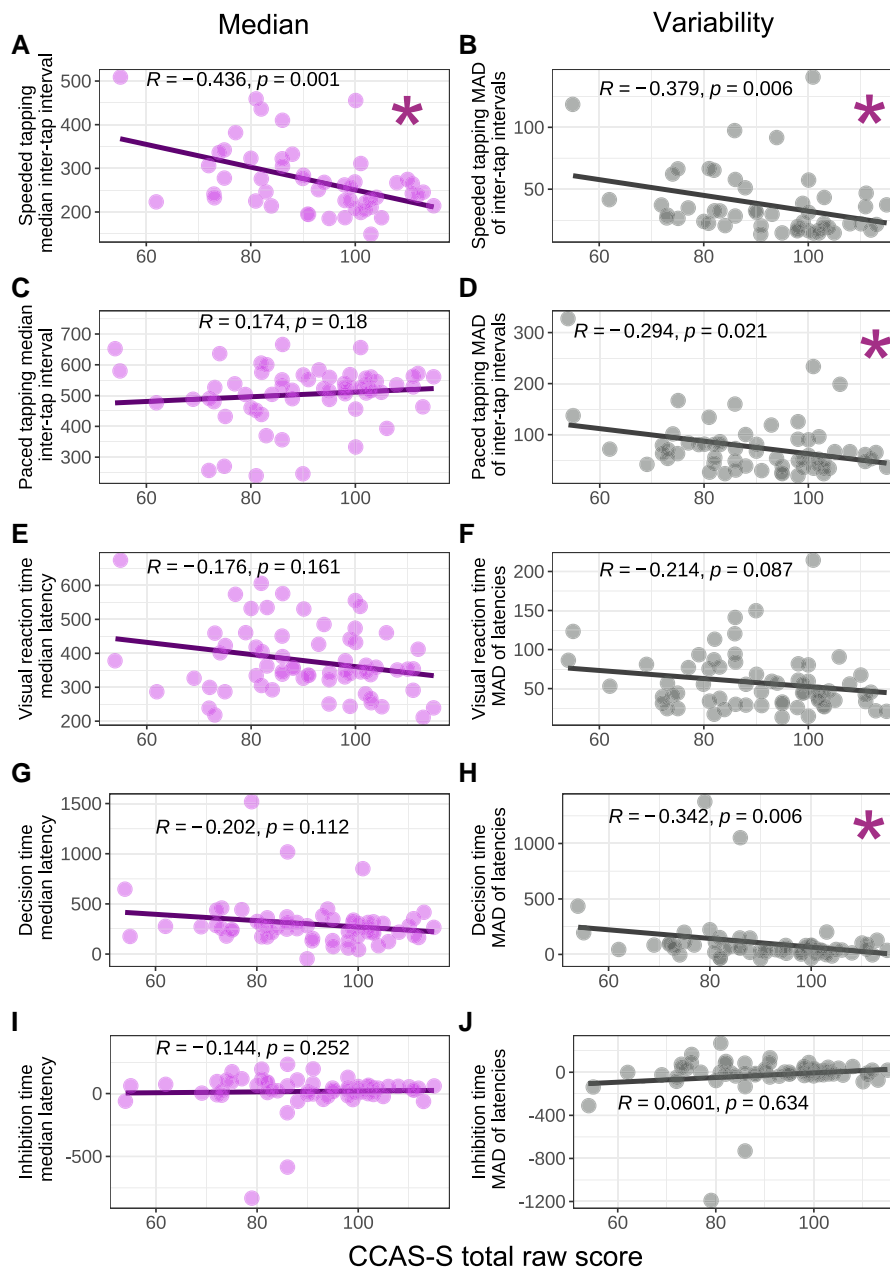 Median
Variability
A
Speeded tapping
median inter-tap interval
500
400
300
200
R = −0.436, p = 0.001
*
60 80 100
B
Speeded tapping MAD
of inter-tap intervals
100
50
R = −0.379, p = 0.006
*
60 80 100
C
Paced tapping median
inter-tap interval
700
600
500
400
300
R = 0.174, p = 0.18
60 80 100
D
Paced tapping MAD
of inter-tap intervals
300
200
100
R = −0.294, p = 0.021
*
60 80 100
E
Visual reaction time
median latency
600
500
400
300
200
R = −0.176, p = 0.161
60 80 100
F
Visual reaction time
MAD of latencies
200
150
100
50
R = −0.214, p = 0.087
60 80 100
G
Decision time
median latency
1500
1000
500
0
R = −0.202, p = 0.112
60 80 100
H
Decision time
MAD of latencies
1000
500
0
R = −0.342, p = 0.006
*
60 80 100
I
Inhibition time
median latency
0
-500
R = −0.144, p = 0.252
60 80 100
J
Inhibition time
MAD of latencies
0
-400
-800
-1200
R = 0.0601, p = 0.634
60 80 100
CCAS-S total raw score